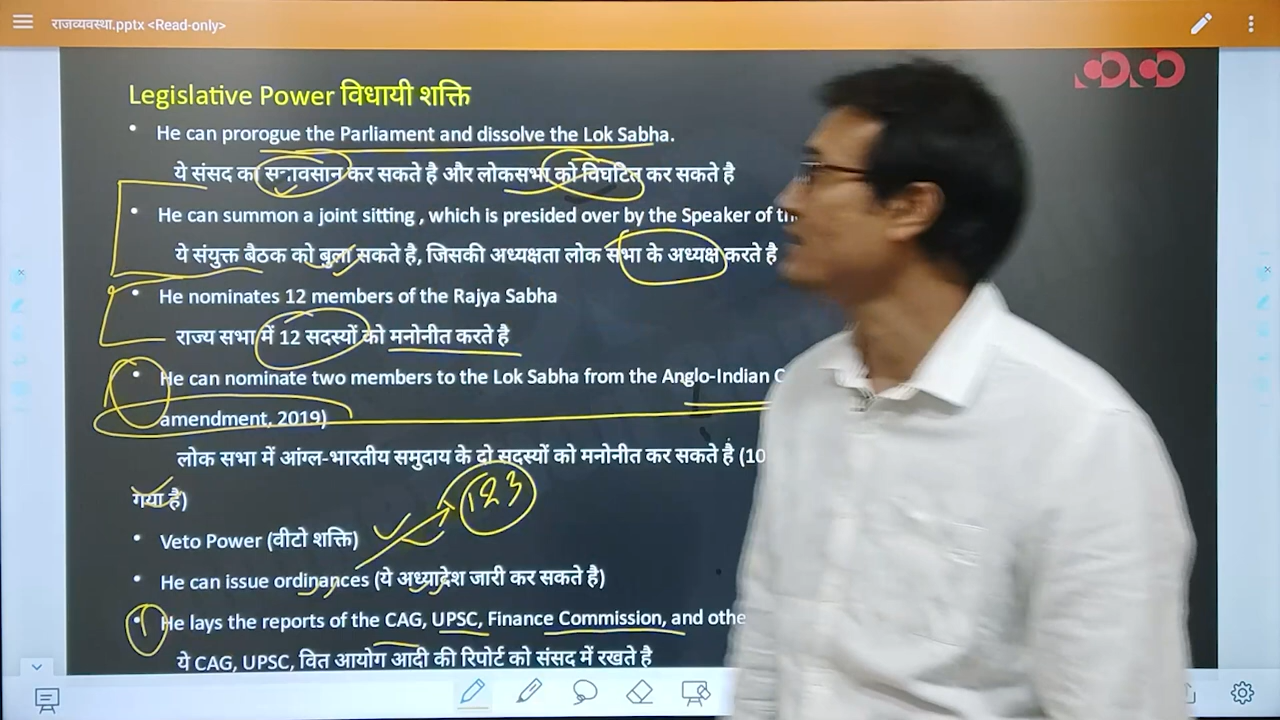 राजव्यवस्था.pptx <Read-only>
Legislative Power विधायी शक्ति
• He can prorogue the Parliament and dissolve the Lok Sabha.
ये संसद का सत्रावसान कर सकते है और लोकसभा को विघटित कर सकते है
• He can summon a joint sitting , which is presided over by the Speaker of
ये संयुक्त बैठक को बुला सकते है, जिसकी अध्यक्षता लोक सभा के अध्यक्ष करते है
• He nominates 12 members of the Rajya Sabha
राज्य सभा में 12 सदस्यों को मनोनीत करते है
• He can nominate two members to the Lok Sabha from the Anglo-Indian
amendment, 2019)
लोक सभा में आंग्ल-भारतीय समुदाय के दो सदस्यों को मनोनीत कर सकते है (10
गया है)
123
• Veto Power (वीटो शक्ति)
• He can issue ordinances (ये अध्यादेश जारी कर सकते है)
• He lays the reports of the CAG, UPSC, Finance Commission, and
ये CAG, UPSC, वित आयोग आदी की रिपोर्ट को संसद में रखते है